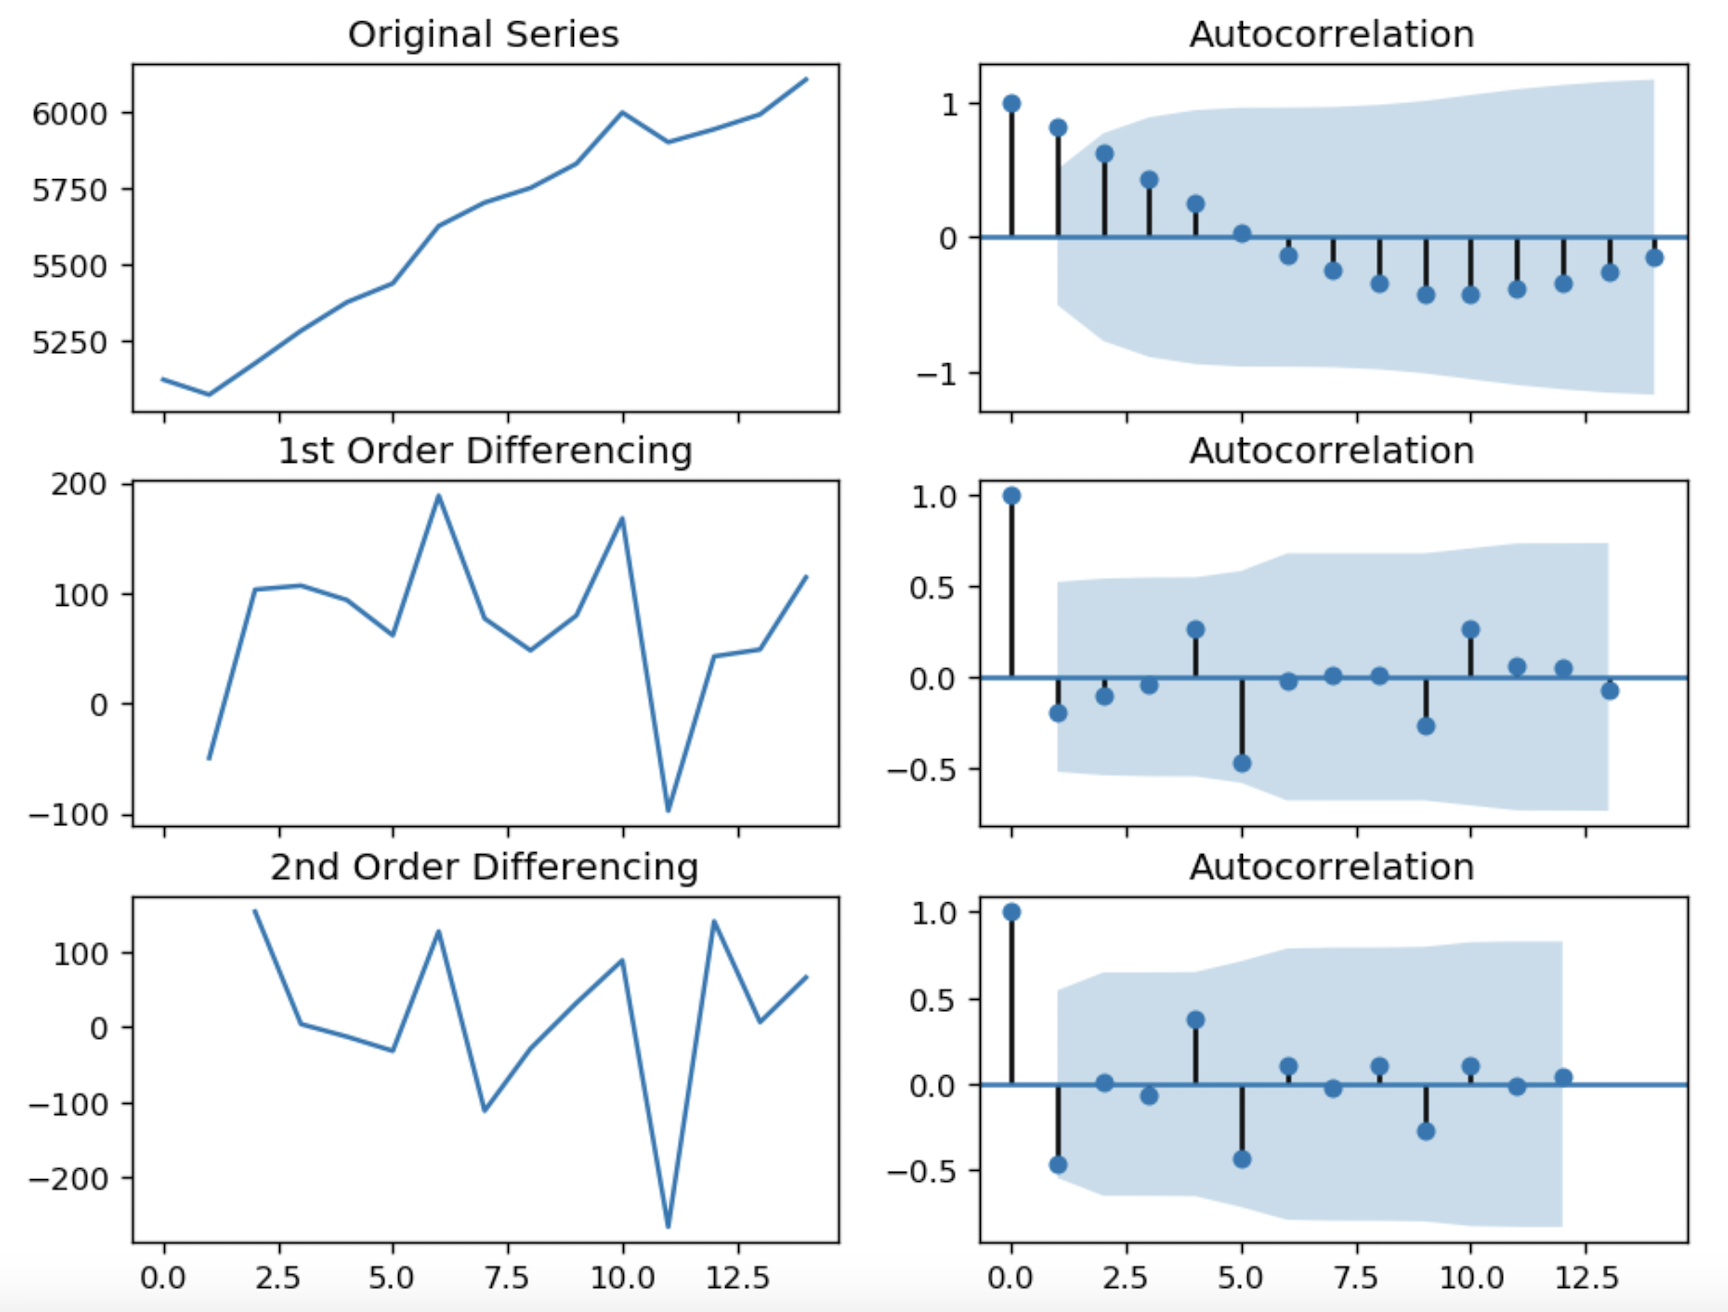 Original Series
Autocorrelation
6000
5750
5500
5250
1
0
−1
1st Order Differencing
Autocorrelation
200
100
0
−100
1.0
0.5
0.0
−0.5
2nd Order Differencing
Autocorrelation
100
0
−100
−200
1.0
0.5
0.0
−0.5
0.0 2.5 5.0 7.5 10.0 12.5
0.0 2.5 5.0 7.5 10.0 12.5